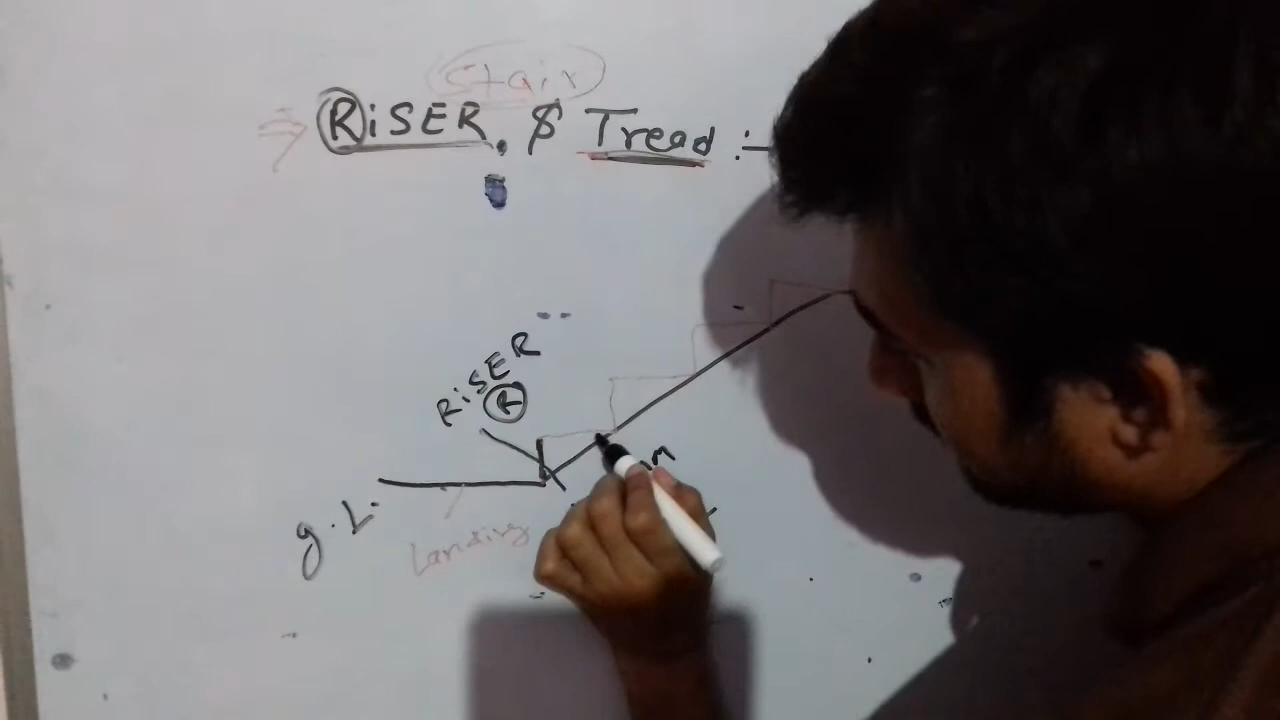 Stair
⇒ RiSER. $ Tread :-
RiSER
R
g.L.
Landing